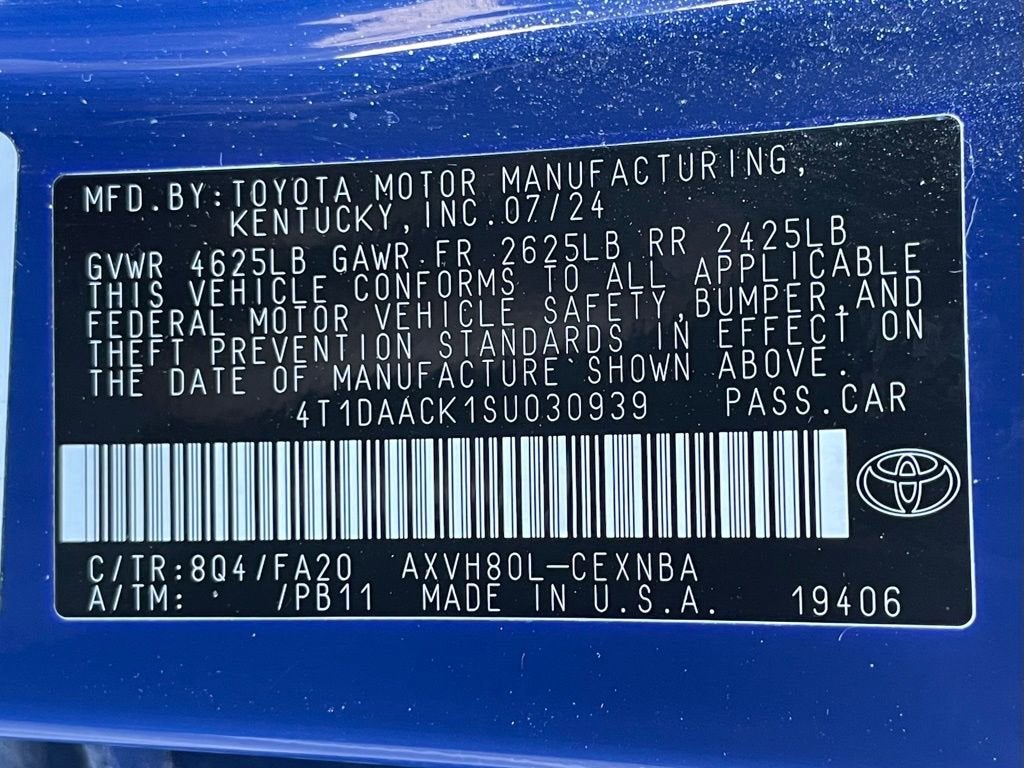 MFD.BY:TOYOTA MOTOR MANUFACTURING,
KENTUCKY, INC.07/24
GVWR 4625LB GAWR FR 2625LB RR 2425LB
THIS VEHICLE CONFORMS TO ALL APPLICABLE
FEDERAL MOTOR VEHICLE SAFETY,BUMPER,AND
THEFT PREVENTION STANDARDS IN EFFECT ON
THE DATE OF MANUFACTURE SHOWN ABOVE.
4T1DAACK1SU030939 PASS.CAR
C/TR:8Q4/FA20 AXVH80L-CEXNBA
A/TM: /PB11 MADE IN U.S.A. 19406